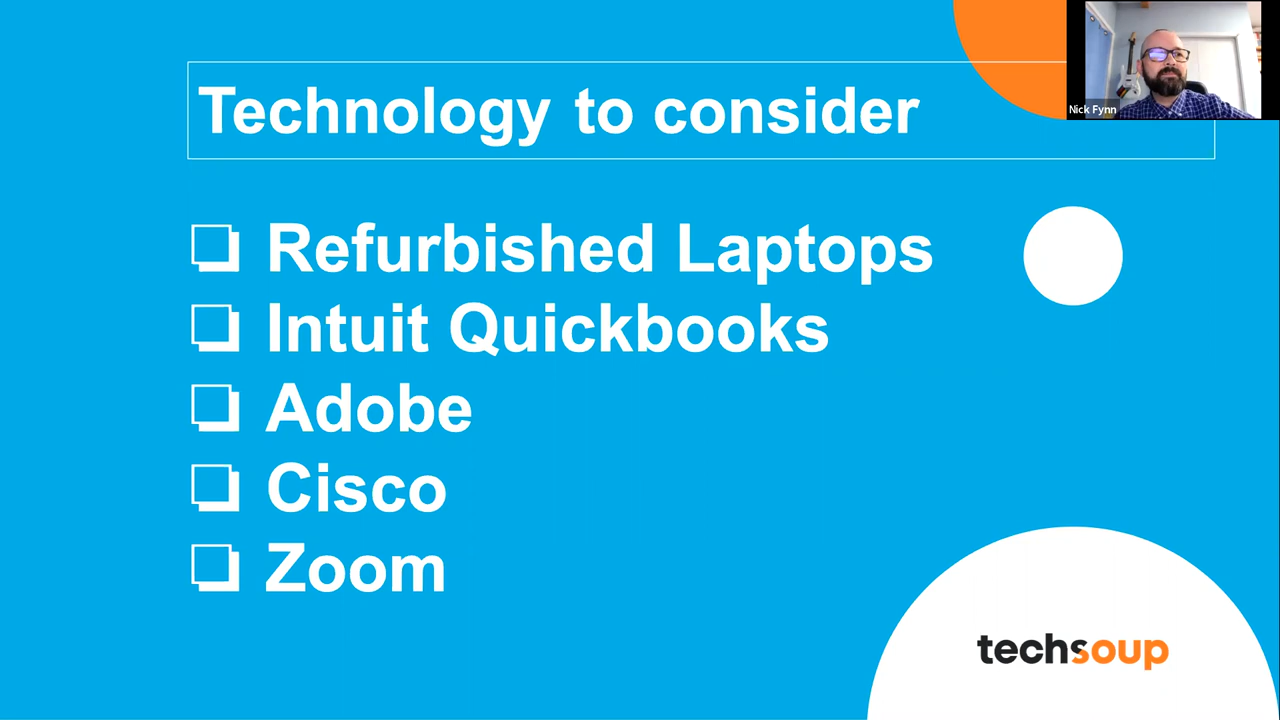 Technology to consider
Nick Fynn
Refurbished Laptops
Intuit Quickbooks
Adobe
Cisco
Zoom
techsoup